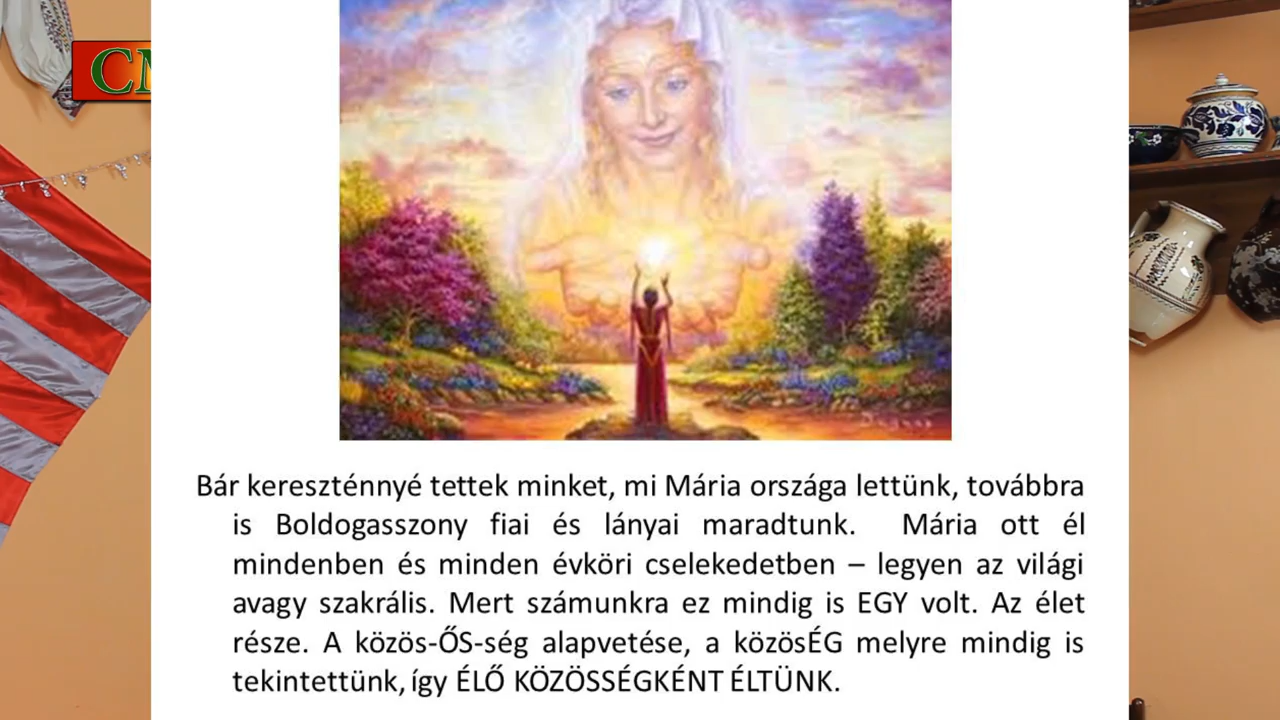 CM
Bár kereszténnyé tettek minket, mi Mária országa lettünk, továbbra
is Boldogasszony fiai és lányai maradtunk. Mária ott él
mindenben és minden évköri cselekedetben – legyen az világi
avagy szakrális. Mert számunkra ez mindig is EGY volt. Az élet
része. A közös-ŐS-ség alapvetése, a közösÉG melyre mindig is
tekintettünk, így ÉLŐ KÖZÖSSÉGKÉNT ÉLTÜNK.